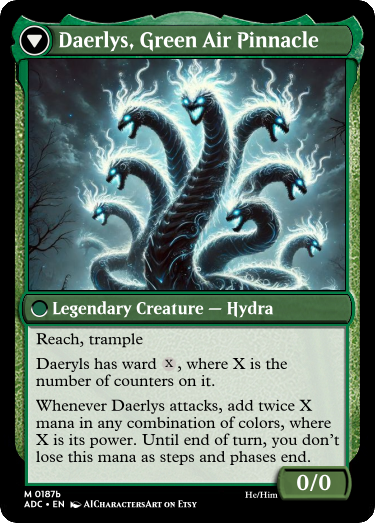 Daerlys, Green Air Pinnacle
Legendary Creature — Hydra
Reach, trample
Daeryls has ward X, where X is the
number of counters on it.
Whenever Daerlys attacks, add twice X
mana in any combination of colors, where
X is its power. Until end of turn, you don't
lose this mana as steps and phases end.
0/0
M 0187b
He/Him
ADC • EN AICharactersArt on Etsy